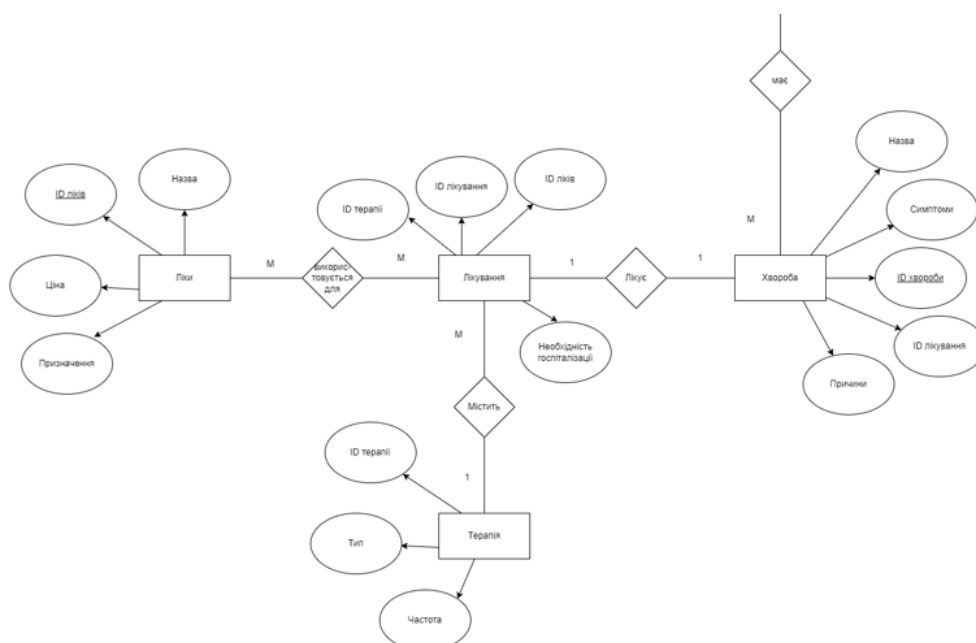 має
Назва
Симптоми
ID хвороби
ID лікування
Причини
Хвороба
М
1
Лікує
1
ID ліків
Назва
Ціна
Призначення
Ліки
М
викорис-
товується
для
М
ID терапії
ID лікування
ID ліків
Лікування
Необхідність
госпіталізації
М
Містить
1
ID терапії
Тип
Частота
Терапія